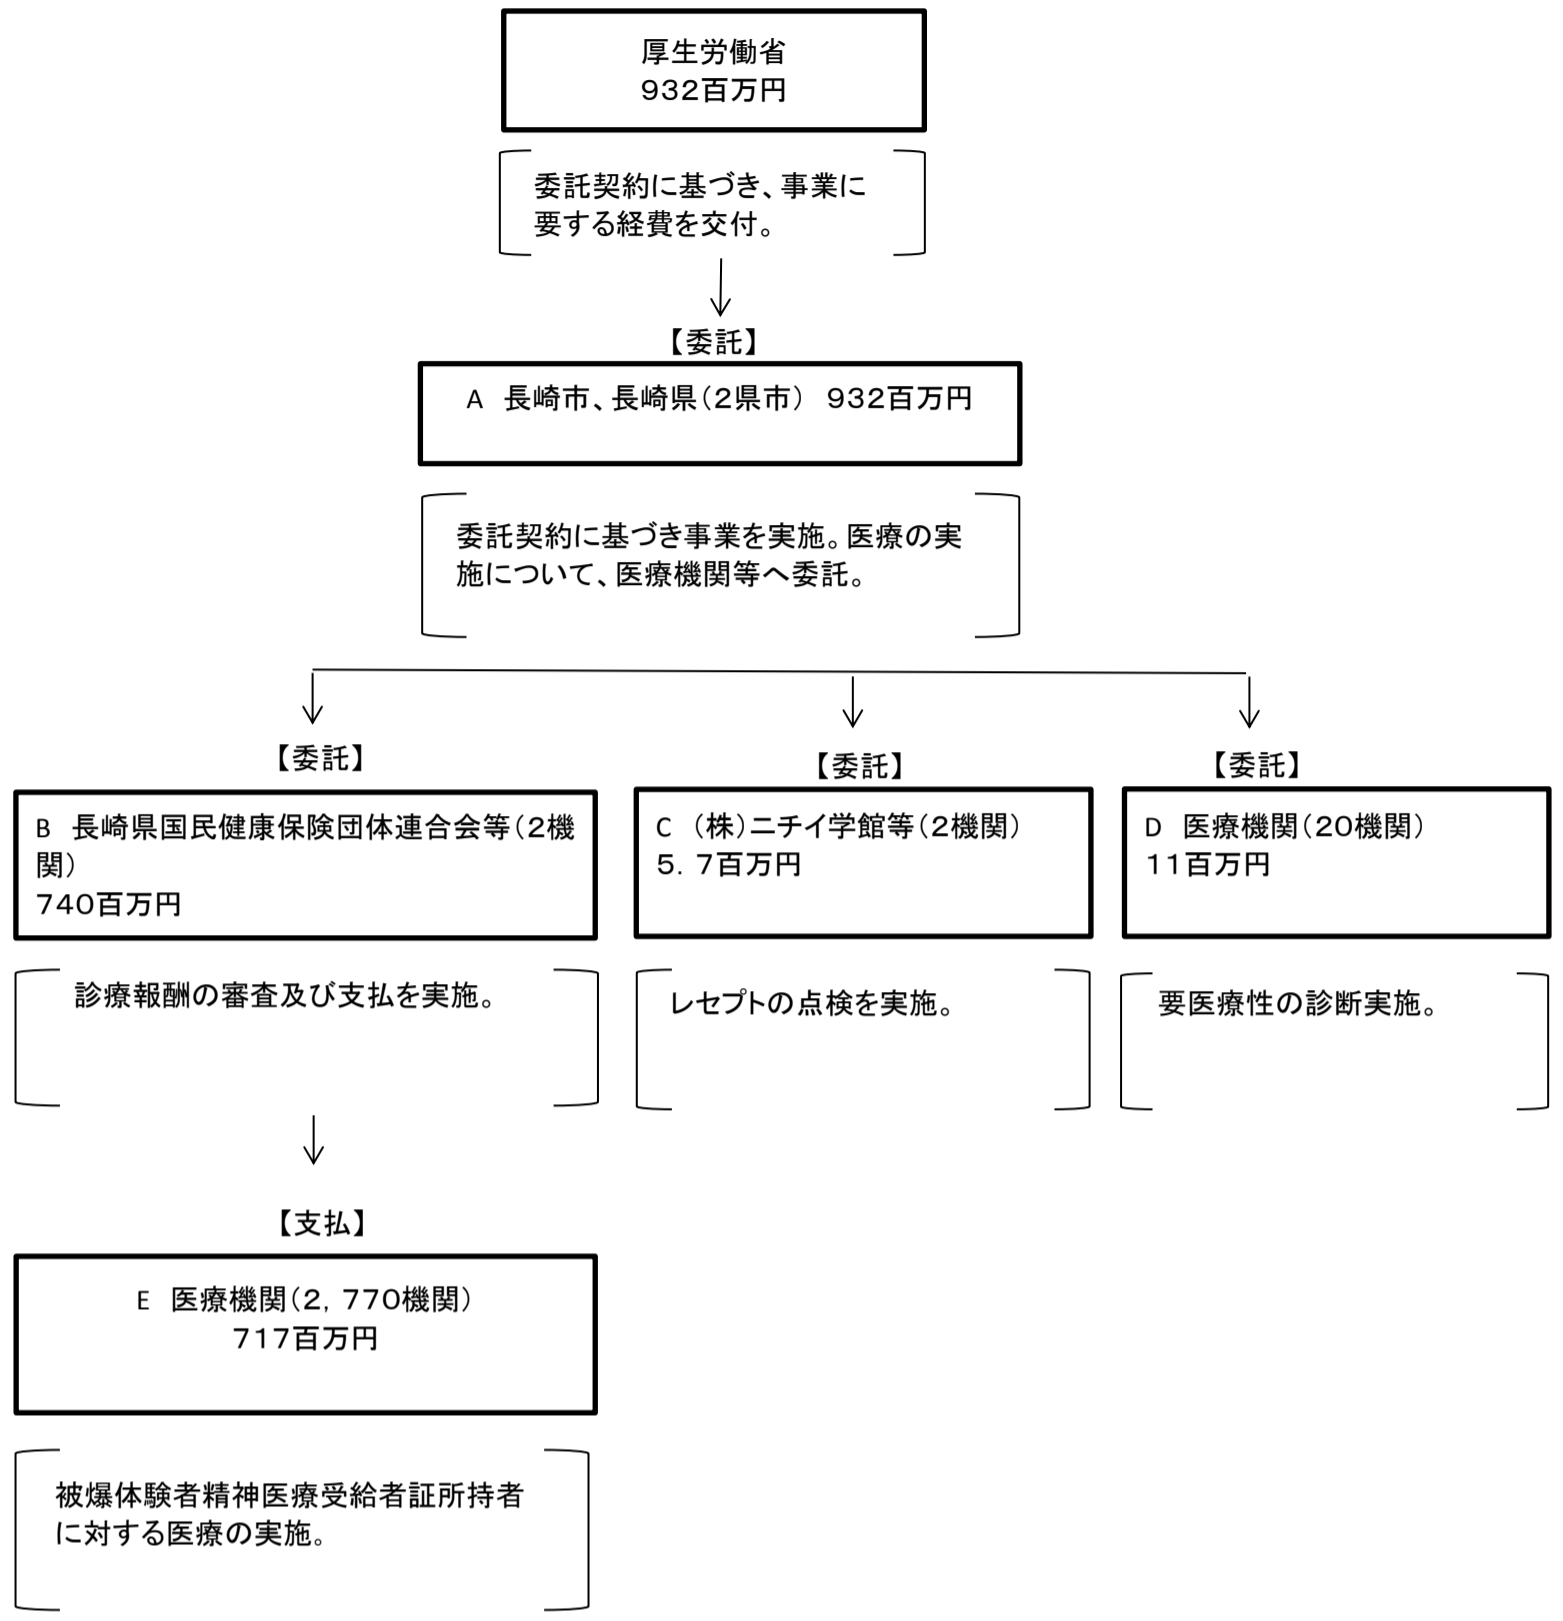 厚生労働省
932百万円
委託契約に基づき、事業に
要する経費を交付。
【委託】
A　長崎市、長崎県（２県市）　932百万円
委託契約に基づき事業を実施。医療の実
施について、医療機関等へ委託。
【委託】
【委託】
【委託】
B　長崎県国民健康保険団体連合会等（２機
関）
740百万円
C　（株）ニチイ学館等（２機関）
５．７百万円
D　医療機関（２０機関）
１１百万円
診療報酬の審査及び支払を実施。
レセプトの点検を実施。
要医療性の診断実施。
【支払】
E　医療機関（２，７７０機関）
717百万円
被爆体験者精神医療受給者証所持者
に対する医療の実施。